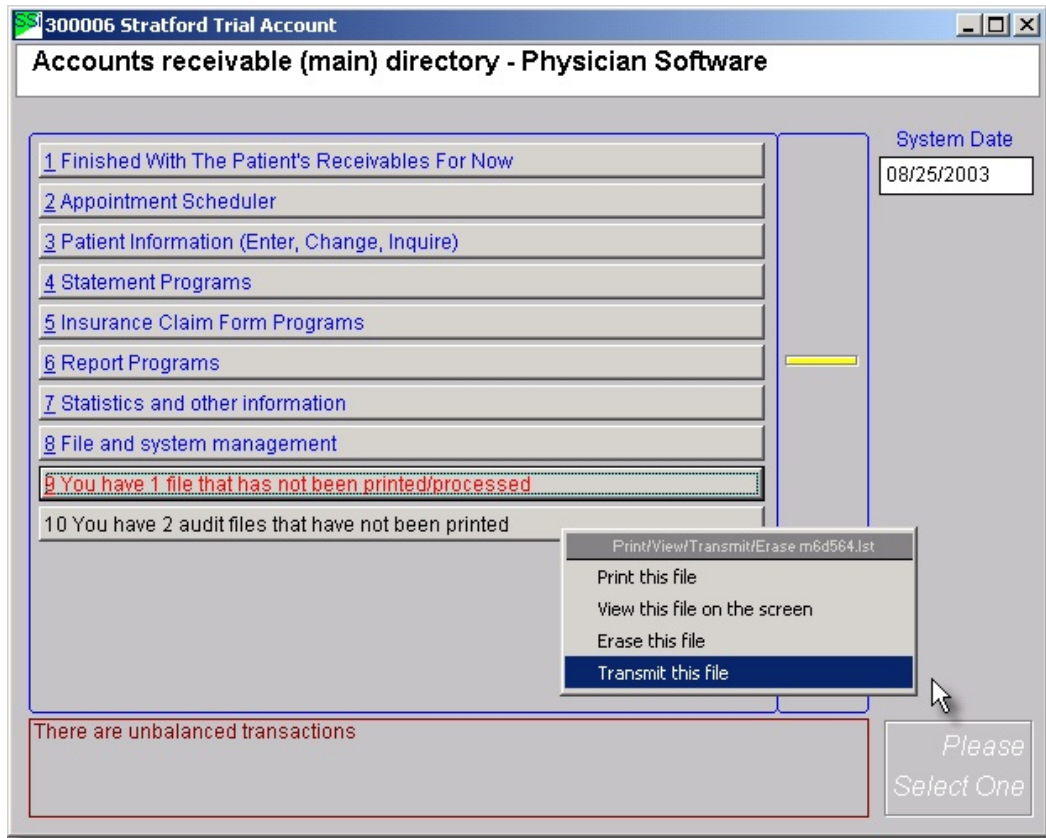 SSi 300006 Stratford Trial Account
Accounts receivable (main) directory - Physician Software
System Date
08/25/2003
1 Finished With The Patient's Receivables For Now
2 Appointment Scheduler
3 Patient Information (Enter, Change, Inquire)
4 Statement Programs
5 Insurance Claim Form Programs
6 Report Programs
7 Statistics and other information
8 File and system management
9 You have 1 file that has not been printed/processed
10 You have 2 audit files that have not been printed
Print/View/Transmit/Erase m6d564.lst
Print this file
View this file on the screen
Erase this file
Transmit this file
There are unbalanced transactions
Please
Select One